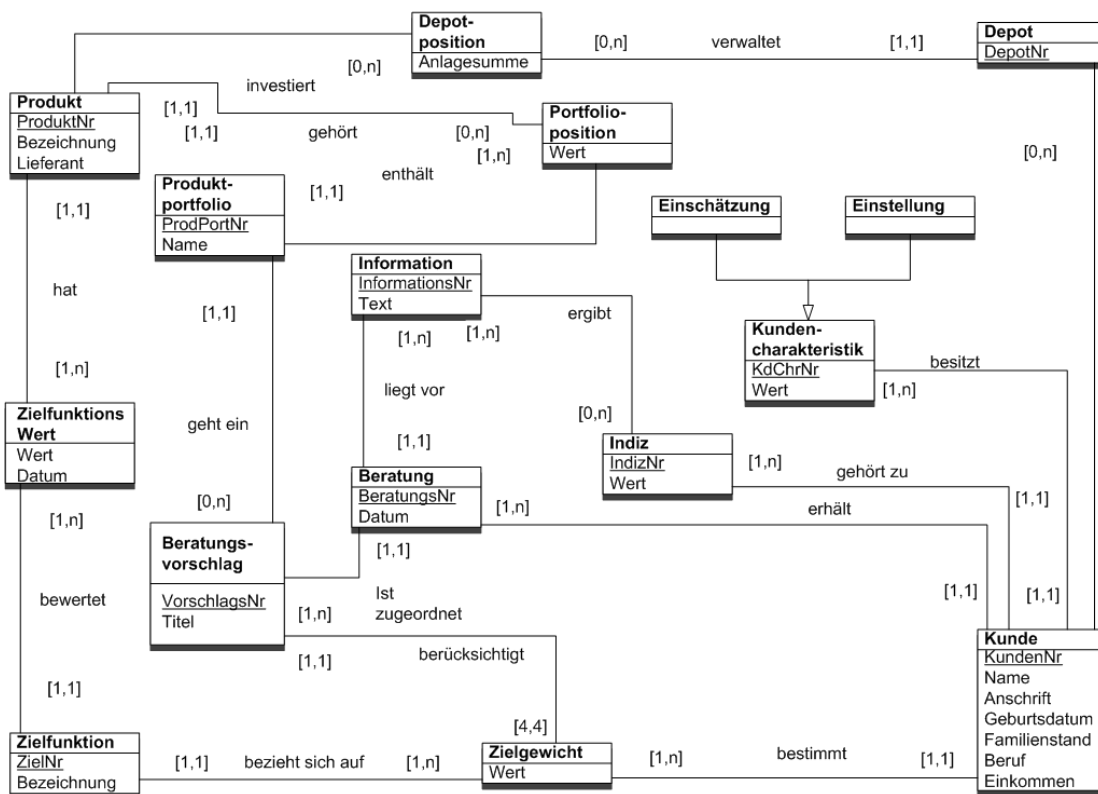 Depot-
position
Anlagesumme
[0,n]
verwaltet
[1,1]
Depot
DepotNr
[0,n]
investiert
Produkt
ProduktNr
Bezeichnung
Lieferant
[1,1]
[1,1]
gehört
[0,n]
[1,n]
Portfolio-
position
Wert
[0,n]
enthält
[1,1]
Produkt-
portfolio
ProdPortNr
Name
[1,1]
Einschätzung
Einstellung
Information
InformationsNr
Text
hat
[1,1]
[1,n]
[1,n]
ergibt
Kunden-
charakteristik
KdChrNr
Wert
besitzt
[1,n]
[1,n]
liegt vor
Zielfunktions
Wert
Wert
Datum
geht ein
[0,n]
[1,1]
Indiz
IndizNr
Wert
[1,n]
gehört zu
Beratung
BeratungsNr
Datum
[0,n]
[1,n]
erhält
[1,1]
[1,n]
Beratungs-
vorschlag
VorschlagsNr
Titel
[1,1]
bewertet
[1,n]
Ist
zugeordnet
[1,1]
[1,1]
Kunde
KundenNr
Name
Anschrift
Geburtsdatum
Familienstand
Beruf
Einkommen
[1,1]
berücksichtigt
[1,1]
[4,4]
Zielfunktion
ZielNr
Bezeichnung
[1,1]
bezieht sich auf
[1,n]
Zielgewicht
Wert
[1,n]
bestimmt
[1,1]